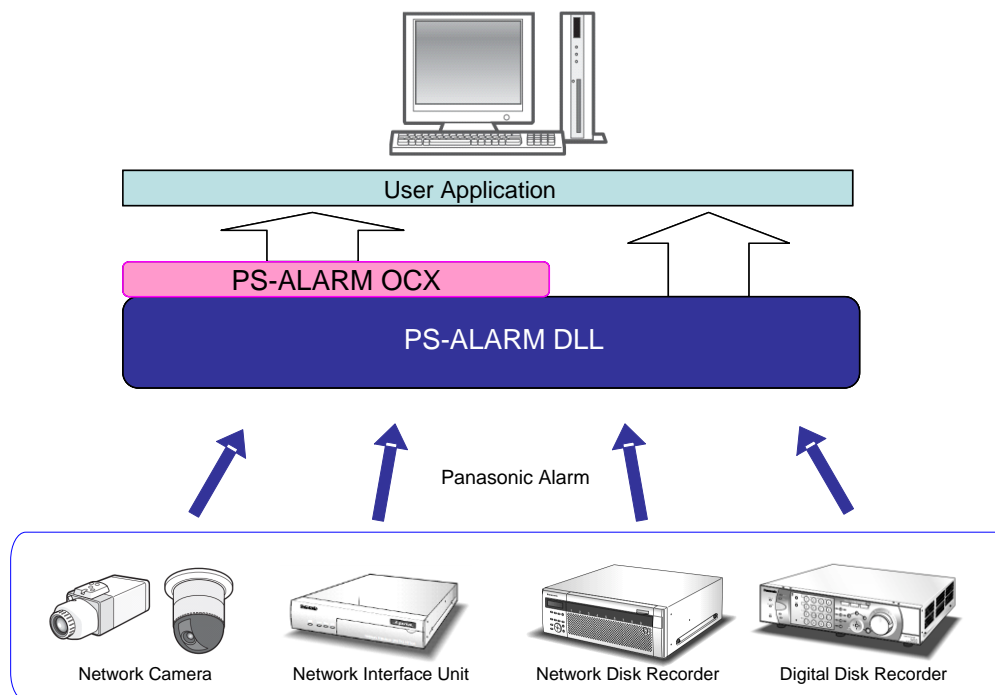 User Application
PS-ALARM OCX
PS-ALARM DLL
Panasonic Alarm
Network Camera
Network Interface Unit
Network Disk Recorder
Digital Disk Recorder